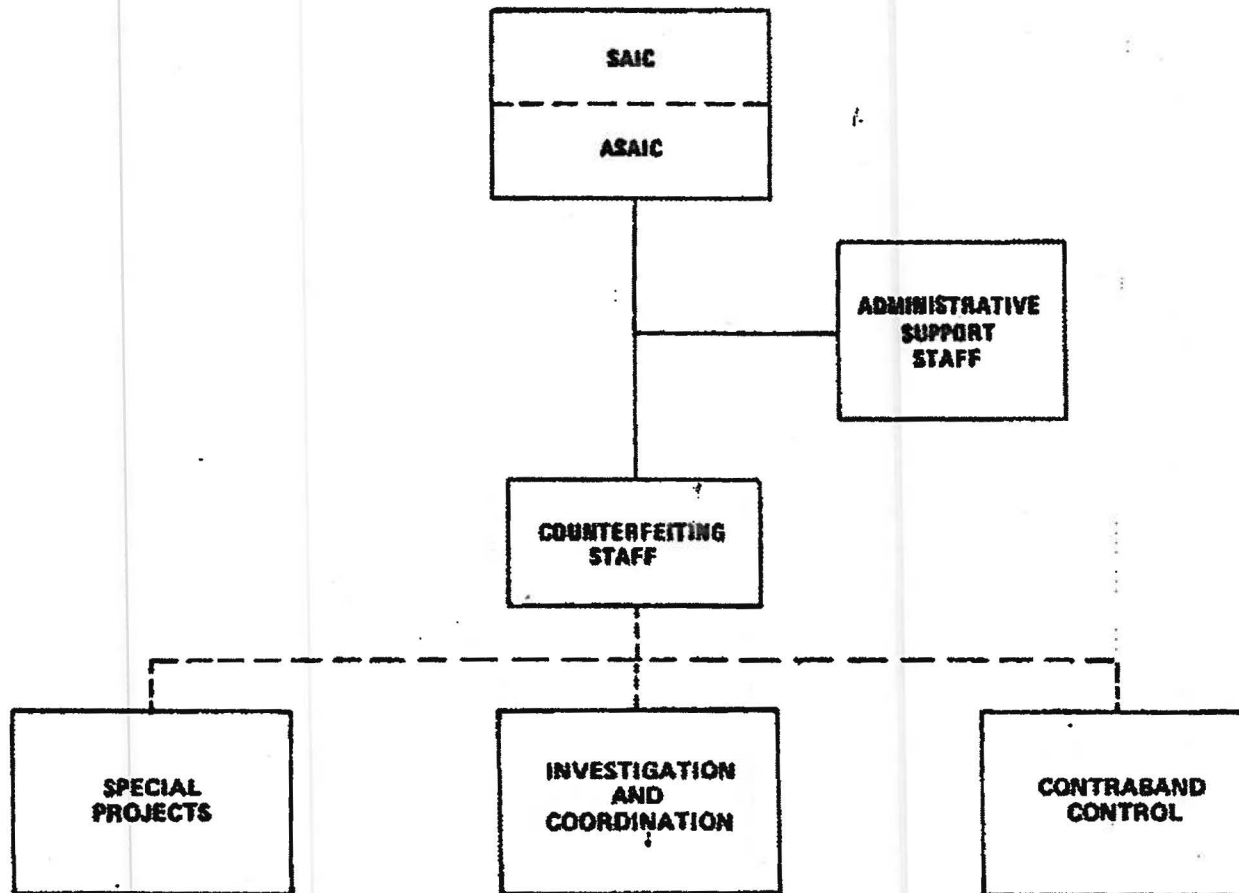 SAIC
ASAIC
ADMINISTRATIVE
SUPPORT
STAFF
COUNTERFEITING
STAFF
SPECIAL
PROJECTS
INVESTIGATION
AND
COORDINATION
CONTRABAND
CONTROL